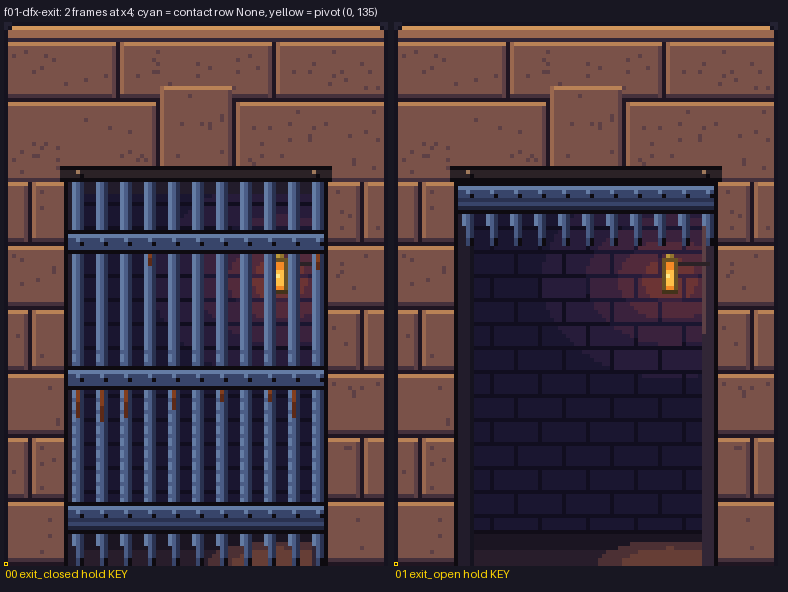 f01-dfx-exit: 2 frames at x4; cyan = contact row None, yellow = pivot (0, 135)
00 exit_closed hold KEY
01 exit_open hold KEY